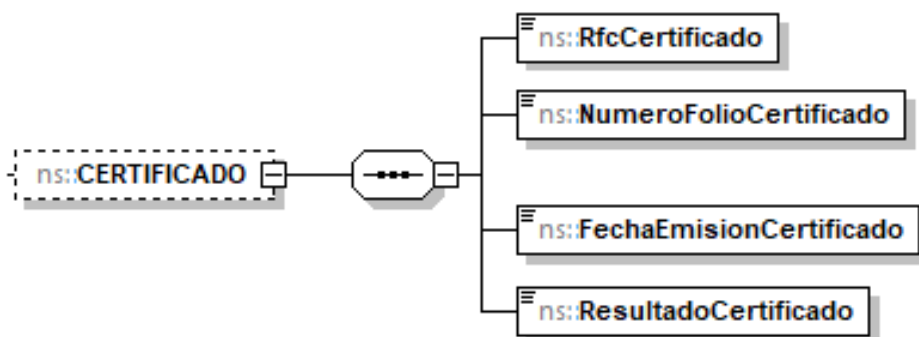 ns::RfcCertificado
ns::NumeroFolioCertificado
ns::CERTIFICADO
ns::FechaEmisionCertificado
ns::ResultadoCertificado